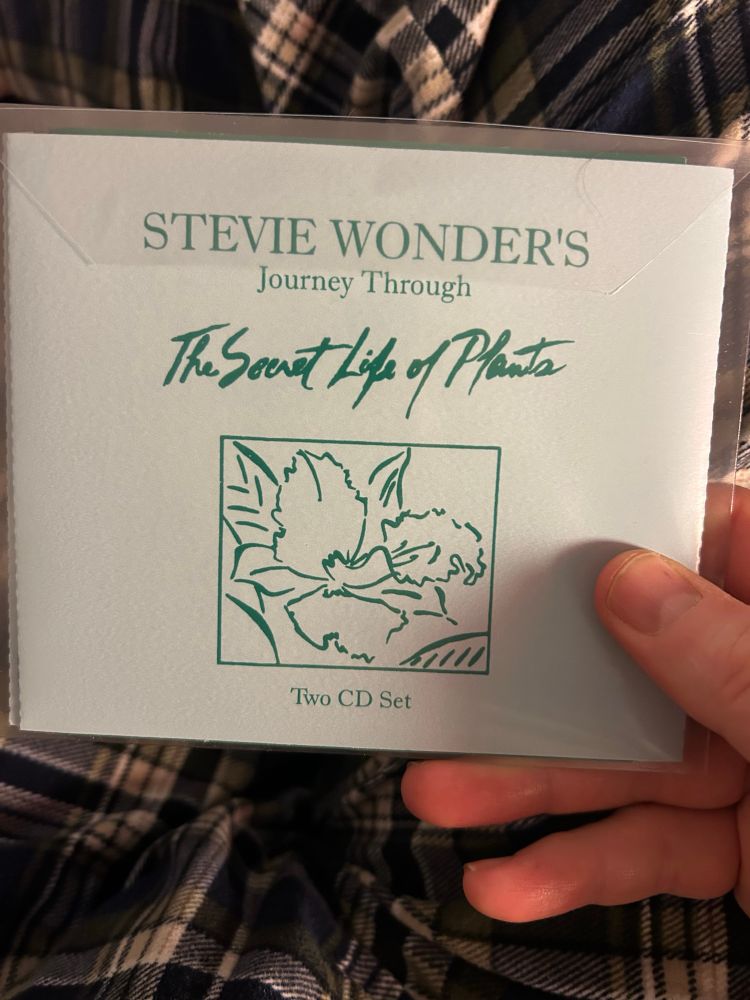 STEVIE WONDER'S
Journey Through
The Secret Life of Plants
Two CD Set